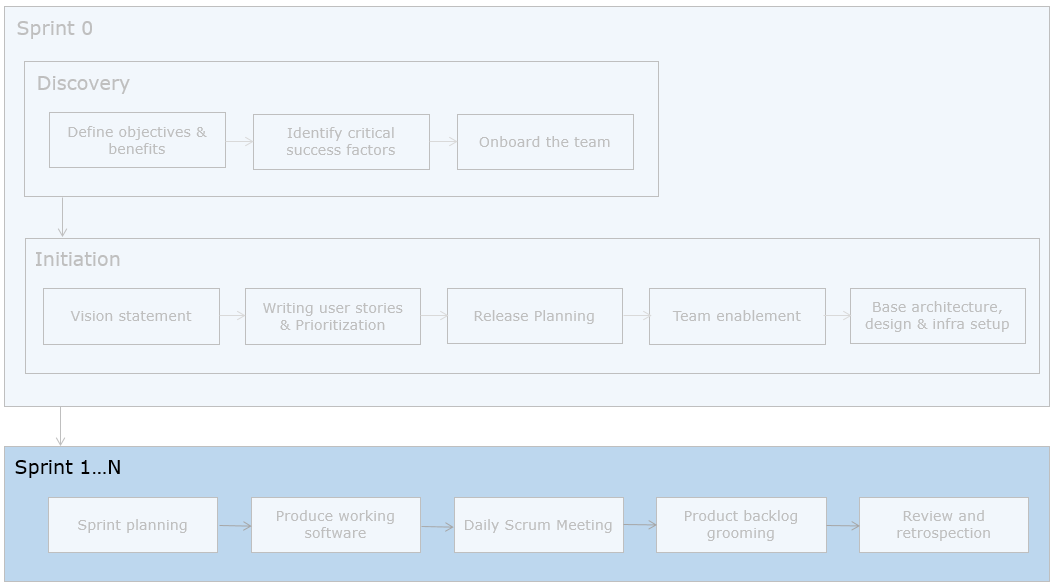 Sprint 0
Discovery
Define objectives &
benefits
Identify critical
success factors
Onboard the team
Initiation
Vision statement
Writing user stories
& Prioritization
Release Planning
Team enablement
Base architecture,
design & infra setup
Sprint 1…N
Sprint planning
Produce working
software
Daily Scrum Meeting
Product backlog
grooming
Review and
retrospection